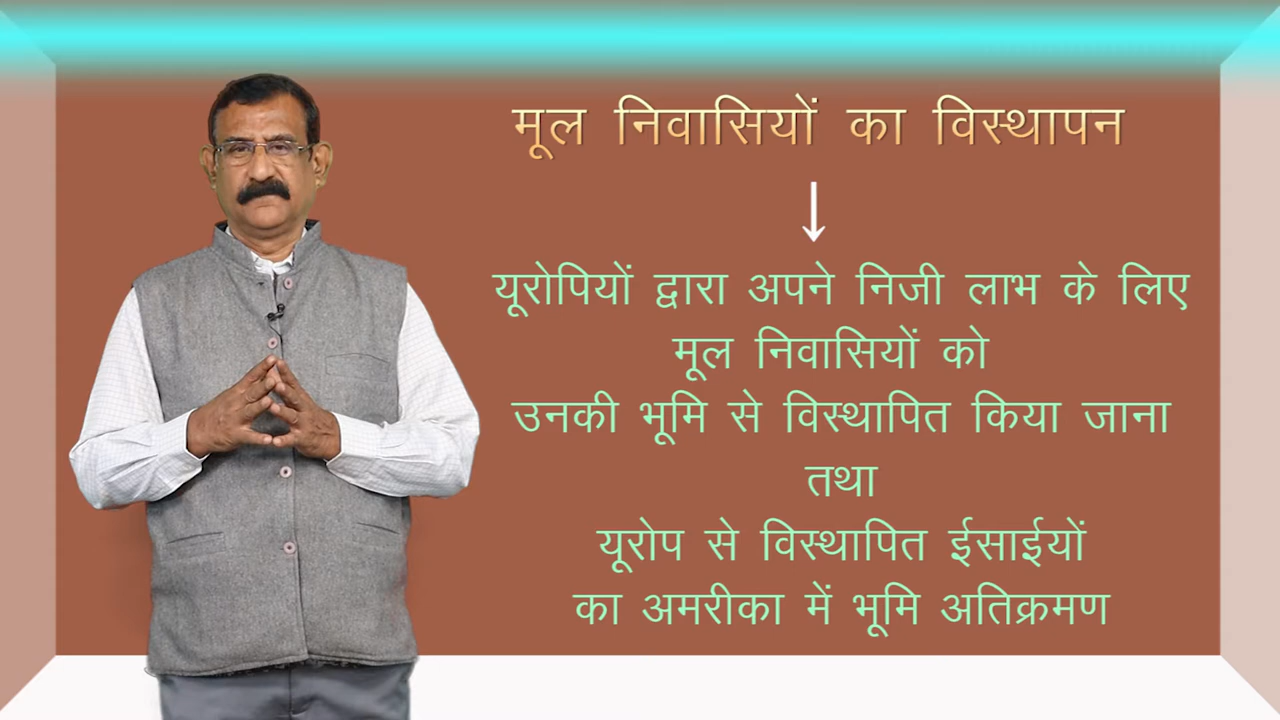 मूल निवासियों का विस्थापन
↓
यूरोपियों द्वारा अपने निजी लाभ के लिए
मूल निवासियों को
उनकी भूमि से विस्थापित किया जाना
तथा
यूरोप से विस्थापित ईसाईयों
का अमरीका में भूमि अतिक्रमण